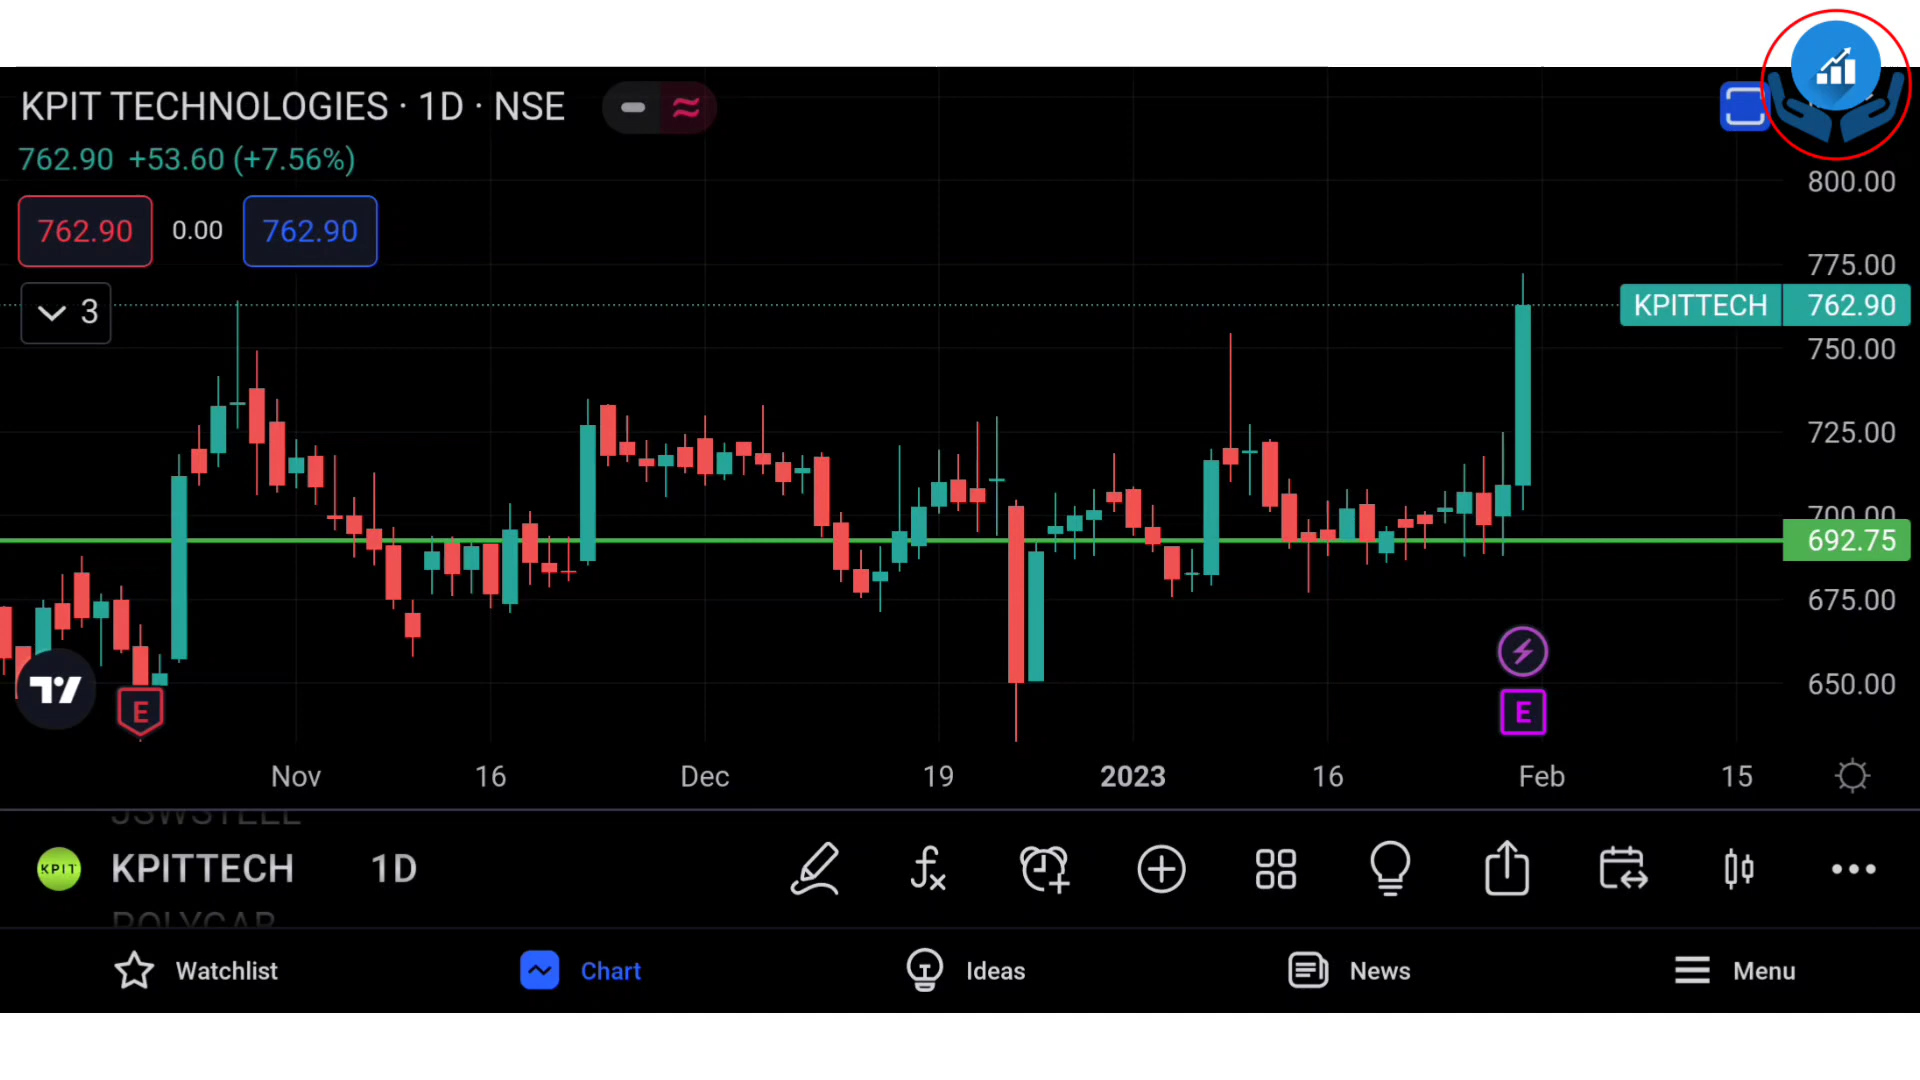 KPIT TECHNOLOGIES · 1D · NSE
762.90 +53.60 (+7.56%)
762.90 0.00 762.90
3
800.00
775.00
KPITTECH 762.90
750.00
725.00
700.00
692.75
675.00
650.00
E
E
Nov 16 Dec 19 2023 16 Feb 15
JSWSTEEL
KPIT KPITTECH 1D
POLYCAB
Watchlist Chart Ideas News Menu